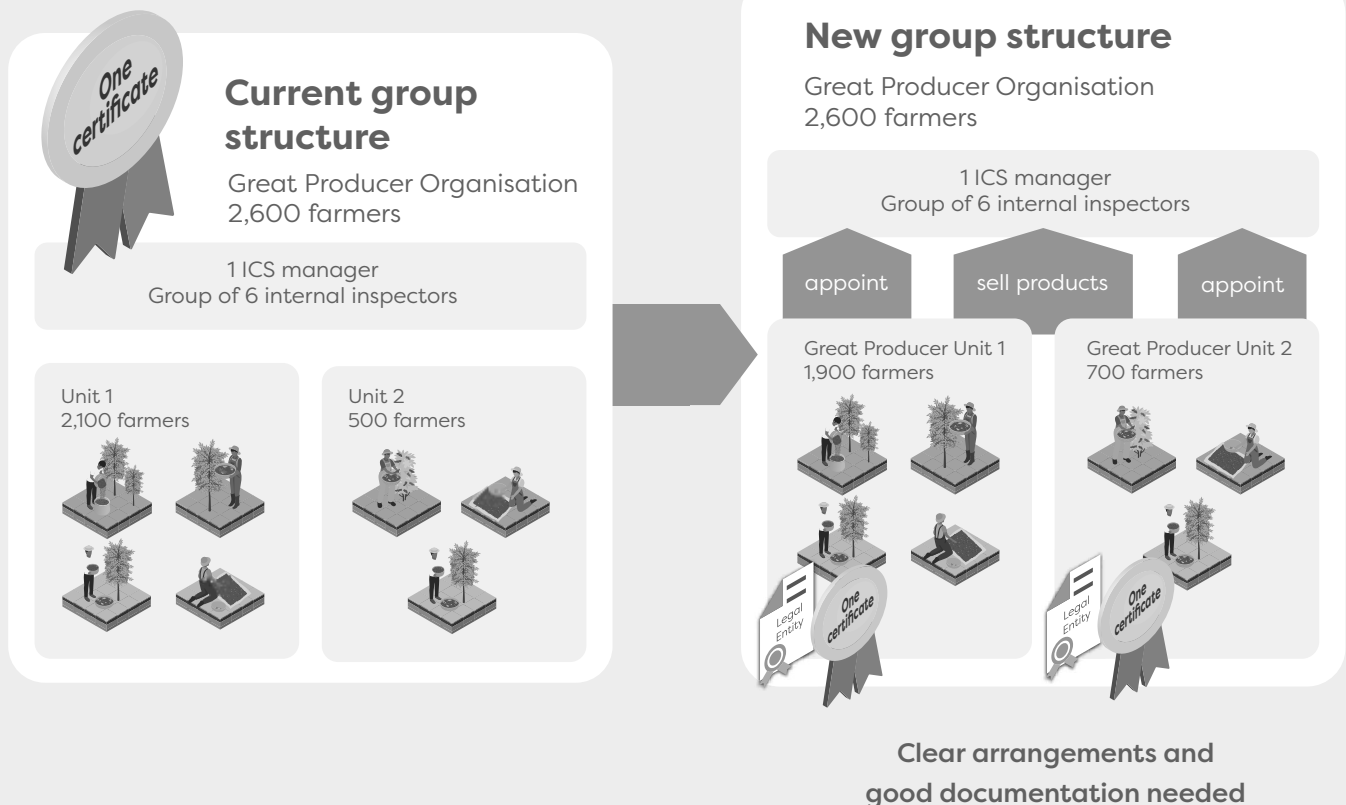 One
certificate
Current group
structure
Great Producer Organisation
2,600 farmers
1 ICS manager
Group of 6 internal inspectors
Unit 1
2,100 farmers
Unit 2
500 farmers
New group structure
Great Producer Organisation
2,600 farmers
1 ICS manager
Group of 6 internal inspectors
appoint
sell products
appoint
Great Producer Unit 1
1,900 farmers
Great Producer Unit 2
700 farmers
Legal
Entity
One
certificate
Legal
Entity
One
certificate
Clear arrangements and
good documentation needed